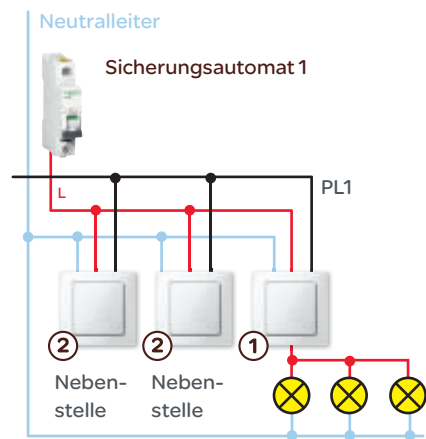 Neutralleiter
Sicherungsautomat 1
L
PL1
2
2
1
Neben-
stelle
Neben-
stelle